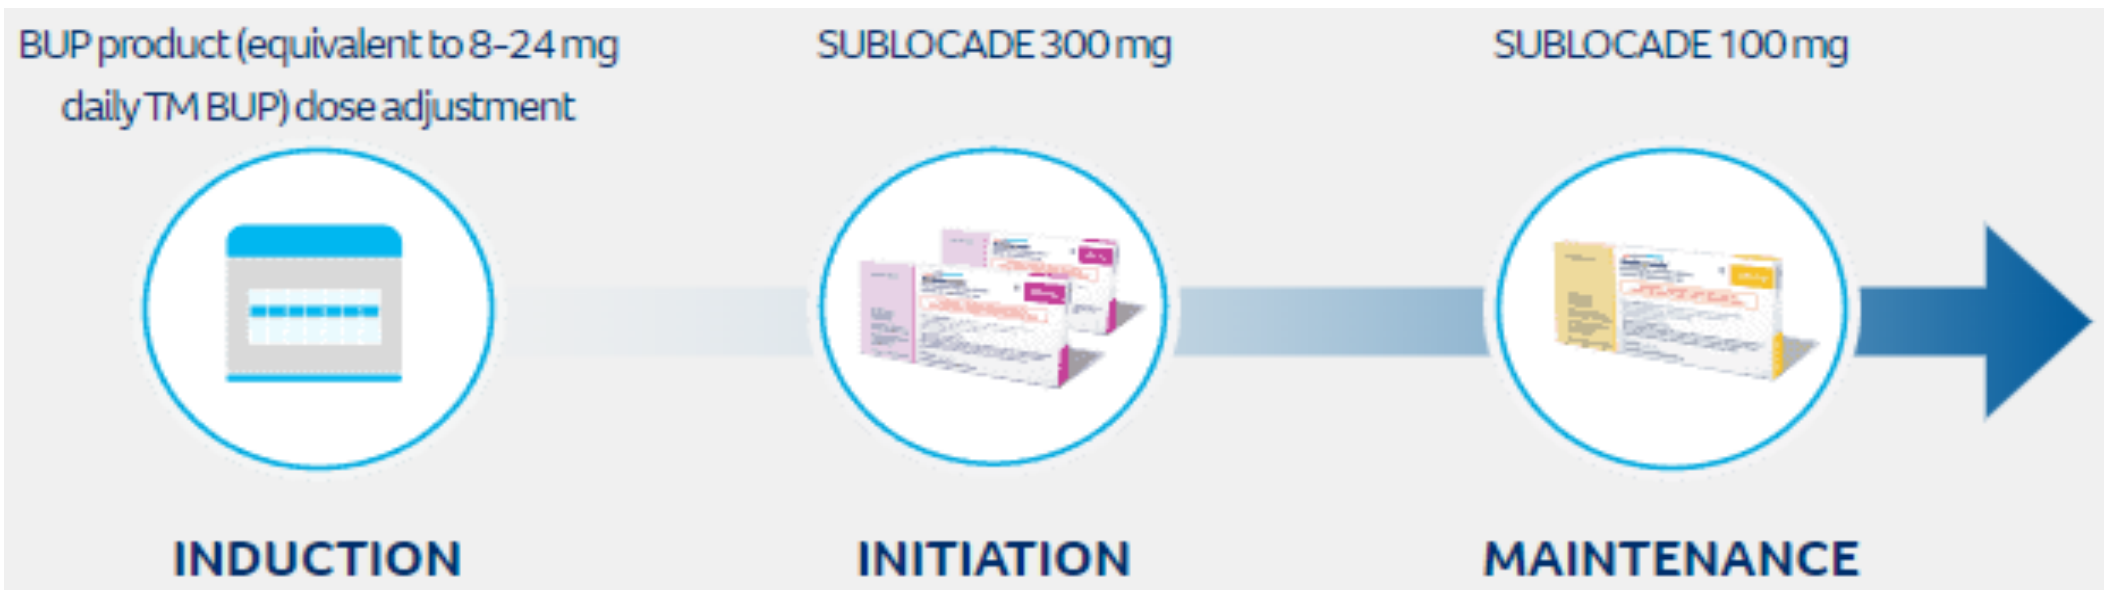 BUP product (equivalent to 8-24 mg
daily TM BUP) dose adjustment
SUBLOCADE 300 mg
SUBLOCADE 100 mg
INDUCTION
INITIATION
MAINTENANCE